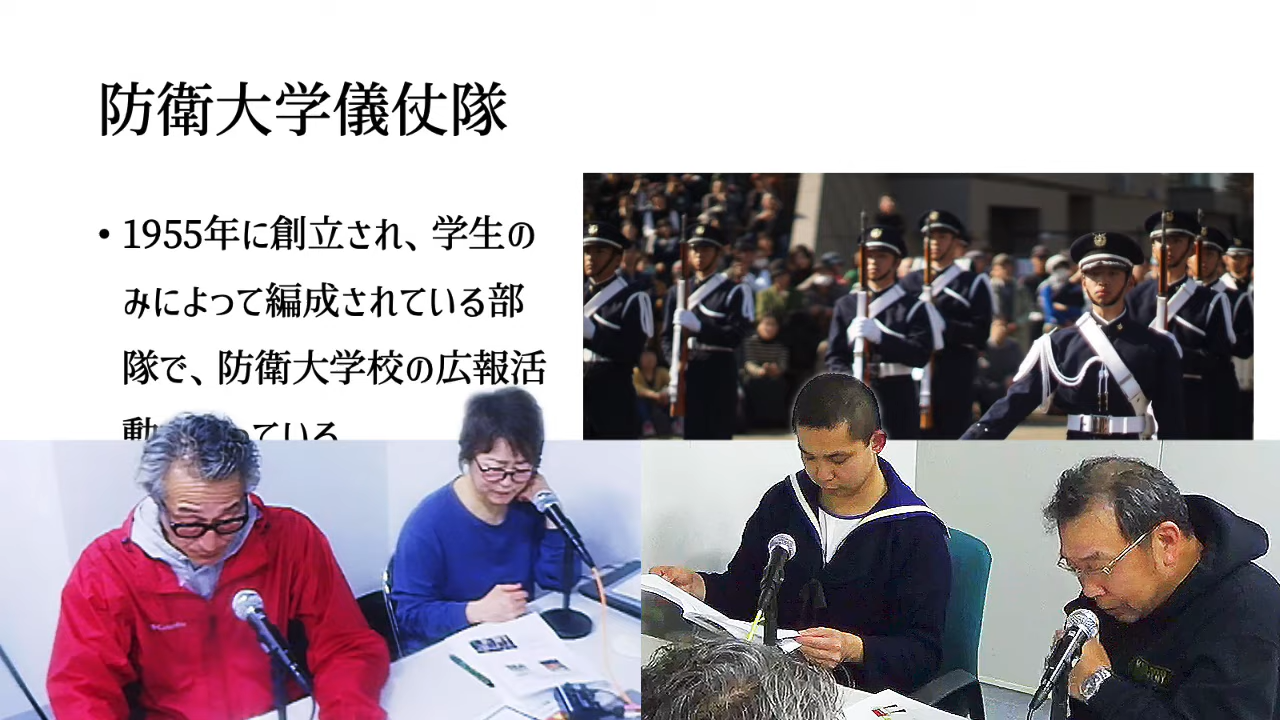 防衛大学儀仗隊
• 1955年に創立され、学生の
みによって編成されている部
隊で、防衛大学校の広報活
Columbia